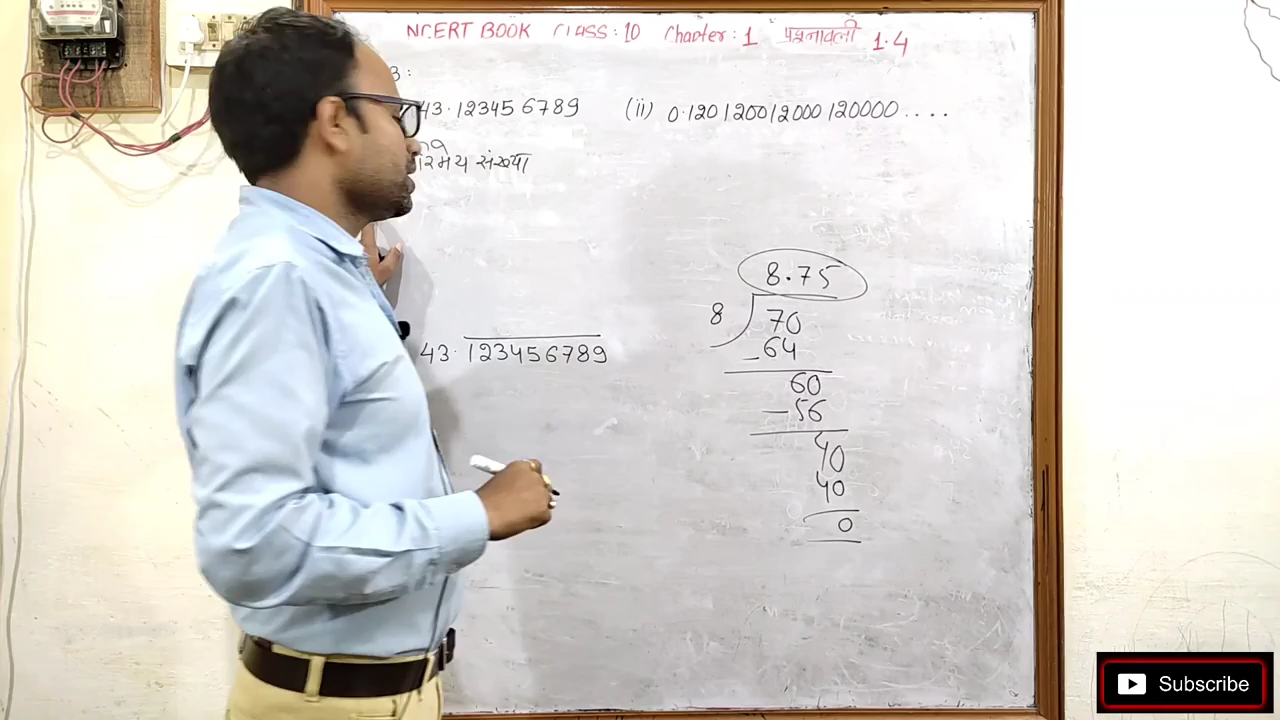 NCERT BOOK CLASS : 10 Chapter : 1 प्रश्नावली 1.4
3 :
43.123456789 (ii) 0.120120012000120000....
संख्या
43.123456789
8.75
8 70
-64
60
-56
40
40
0
Subscribe